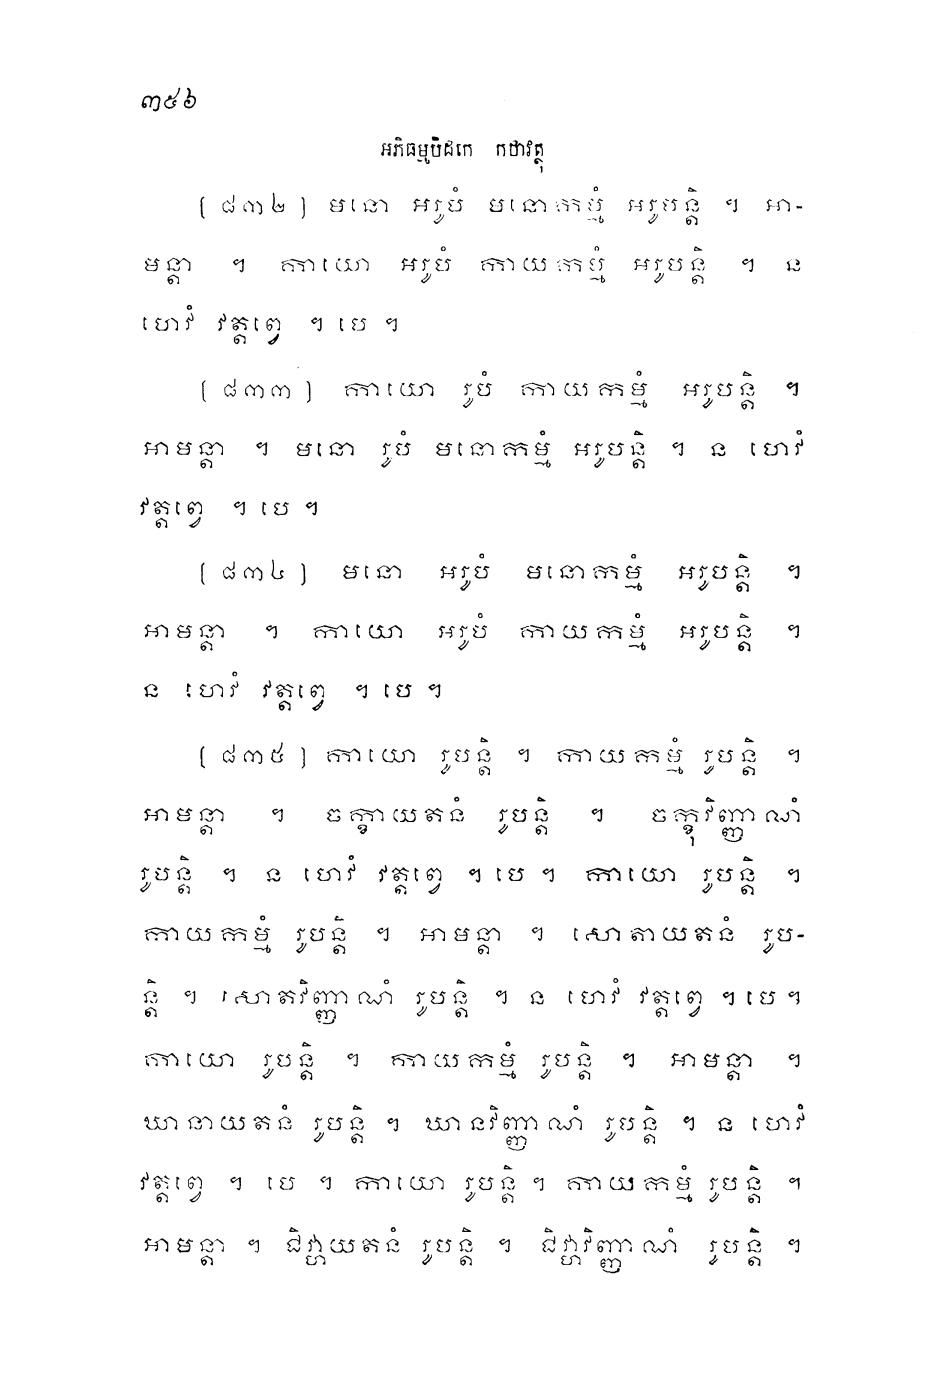 ៣៥៦
អភិធម្មបិដកេ កថាវត្ថុ
[ ៨៣២ ] មនោ អរូបំ មនោកម្មំ អរូបន្តិ ។ អា-
មន្តា ។ កាយោ អរូបំ កាយកម្មំ អរូបន្តិ ។ ន
ហេវំ វត្តព្វេ ។ បេ ។
[ ៨៣៣ ] កាយោ រូបំ កាយកម្មំ អរូបន្តិ ។
អាមន្តា ។ មនោ រូបំ មនោកម្មំ អរូបន្តិ ។ ន ហេវំ
វត្តព្វេ ។ បេ ។
[ ៨៣៤ ] មនោ អរូបំ មនោកម្មំ អរូបន្តិ ។
អាមន្តា ។ កាយោ អរូបំ កាយកម្មំ អរូបន្តិ ។
ន ហេវំ វត្តព្វេ ។ បេ ។
[ ៨៣៥ ] កាយោ រូបន្តិ ។ កាយកម្មំ រូបន្តិ ។
អាមន្តា ។ ចក្ខាយតនំ រូបន្តិ ។ ចក្ខុវិញ្ញាណំ
រូបន្តិ ។ ន ហេវំ វត្តព្វេ ។ បេ ។ កាយោ រូបន្តិ ។
កាយកម្មំ រូបន្តិ ។ អាមន្តា ។ សោតាយតនំ រូប-
ន្តិ ។ សោតវិញ្ញាណំ រូបន្តិ ។ ន ហេវំ វត្តព្វេ ។ បេ ។
កាយោ រូបន្តិ ។ កាយកម្មំ រូបន្តិ ។ អាមន្តា ។
ឃានាយតនំ រូបន្តិ ។ ឃានវិញ្ញាណំ រូបន្តិ ។ ន ហេវំ
វត្តព្វេ ។ បេ ។ កាយោ រូបន្តិ ។ កាយកម្មំ រូបន្តិ ។
អាមន្តា ។ ជិវ្ហាយតនំ រូបន្តិ ។ ជិវ្ហាវិញ្ញាណំ រូបន្តិ ។